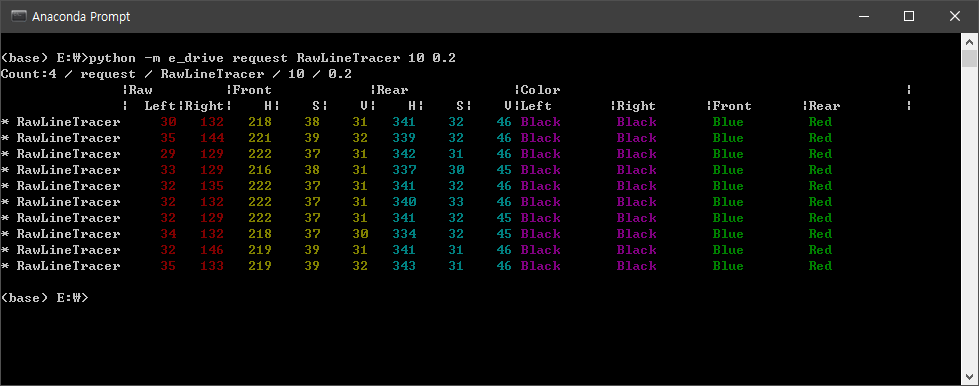 Anaconda Prompt
(base) E:₩>python -m e_drive request RawLineTracer 10 0.2
Count:4 / request / RawLineTracer / 10 / 0.2
¦Raw ¦Front ¦Rear ¦Color ¦
¦ Left¦Right¦ H¦ S¦ V¦ H¦ S¦ V¦Left ¦Right ¦Front ¦Rear ¦
* RawLineTracer 30 132 218 38 31 341 32 46 Black Black Blue Red
* RawLineTracer 35 144 221 39 32 339 32 46 Black Black Blue Red
* RawLineTracer 29 129 222 37 31 342 31 46 Black Black Blue Red
* RawLineTracer 33 129 216 38 31 337 30 45 Black Black Blue Red
* RawLineTracer 32 135 222 37 31 341 32 46 Black Black Blue Red
* RawLineTracer 32 132 222 37 31 340 33 46 Black Black Blue Red
* RawLineTracer 32 129 222 37 31 341 32 45 Black Black Blue Red
* RawLineTracer 34 132 218 37 30 334 32 45 Black Black Blue Red
* RawLineTracer 32 146 219 39 31 341 31 46 Black Black Blue Red
* RawLineTracer 35 133 219 39 32 343 31 46 Black Black Blue Red
(base) E:₩>